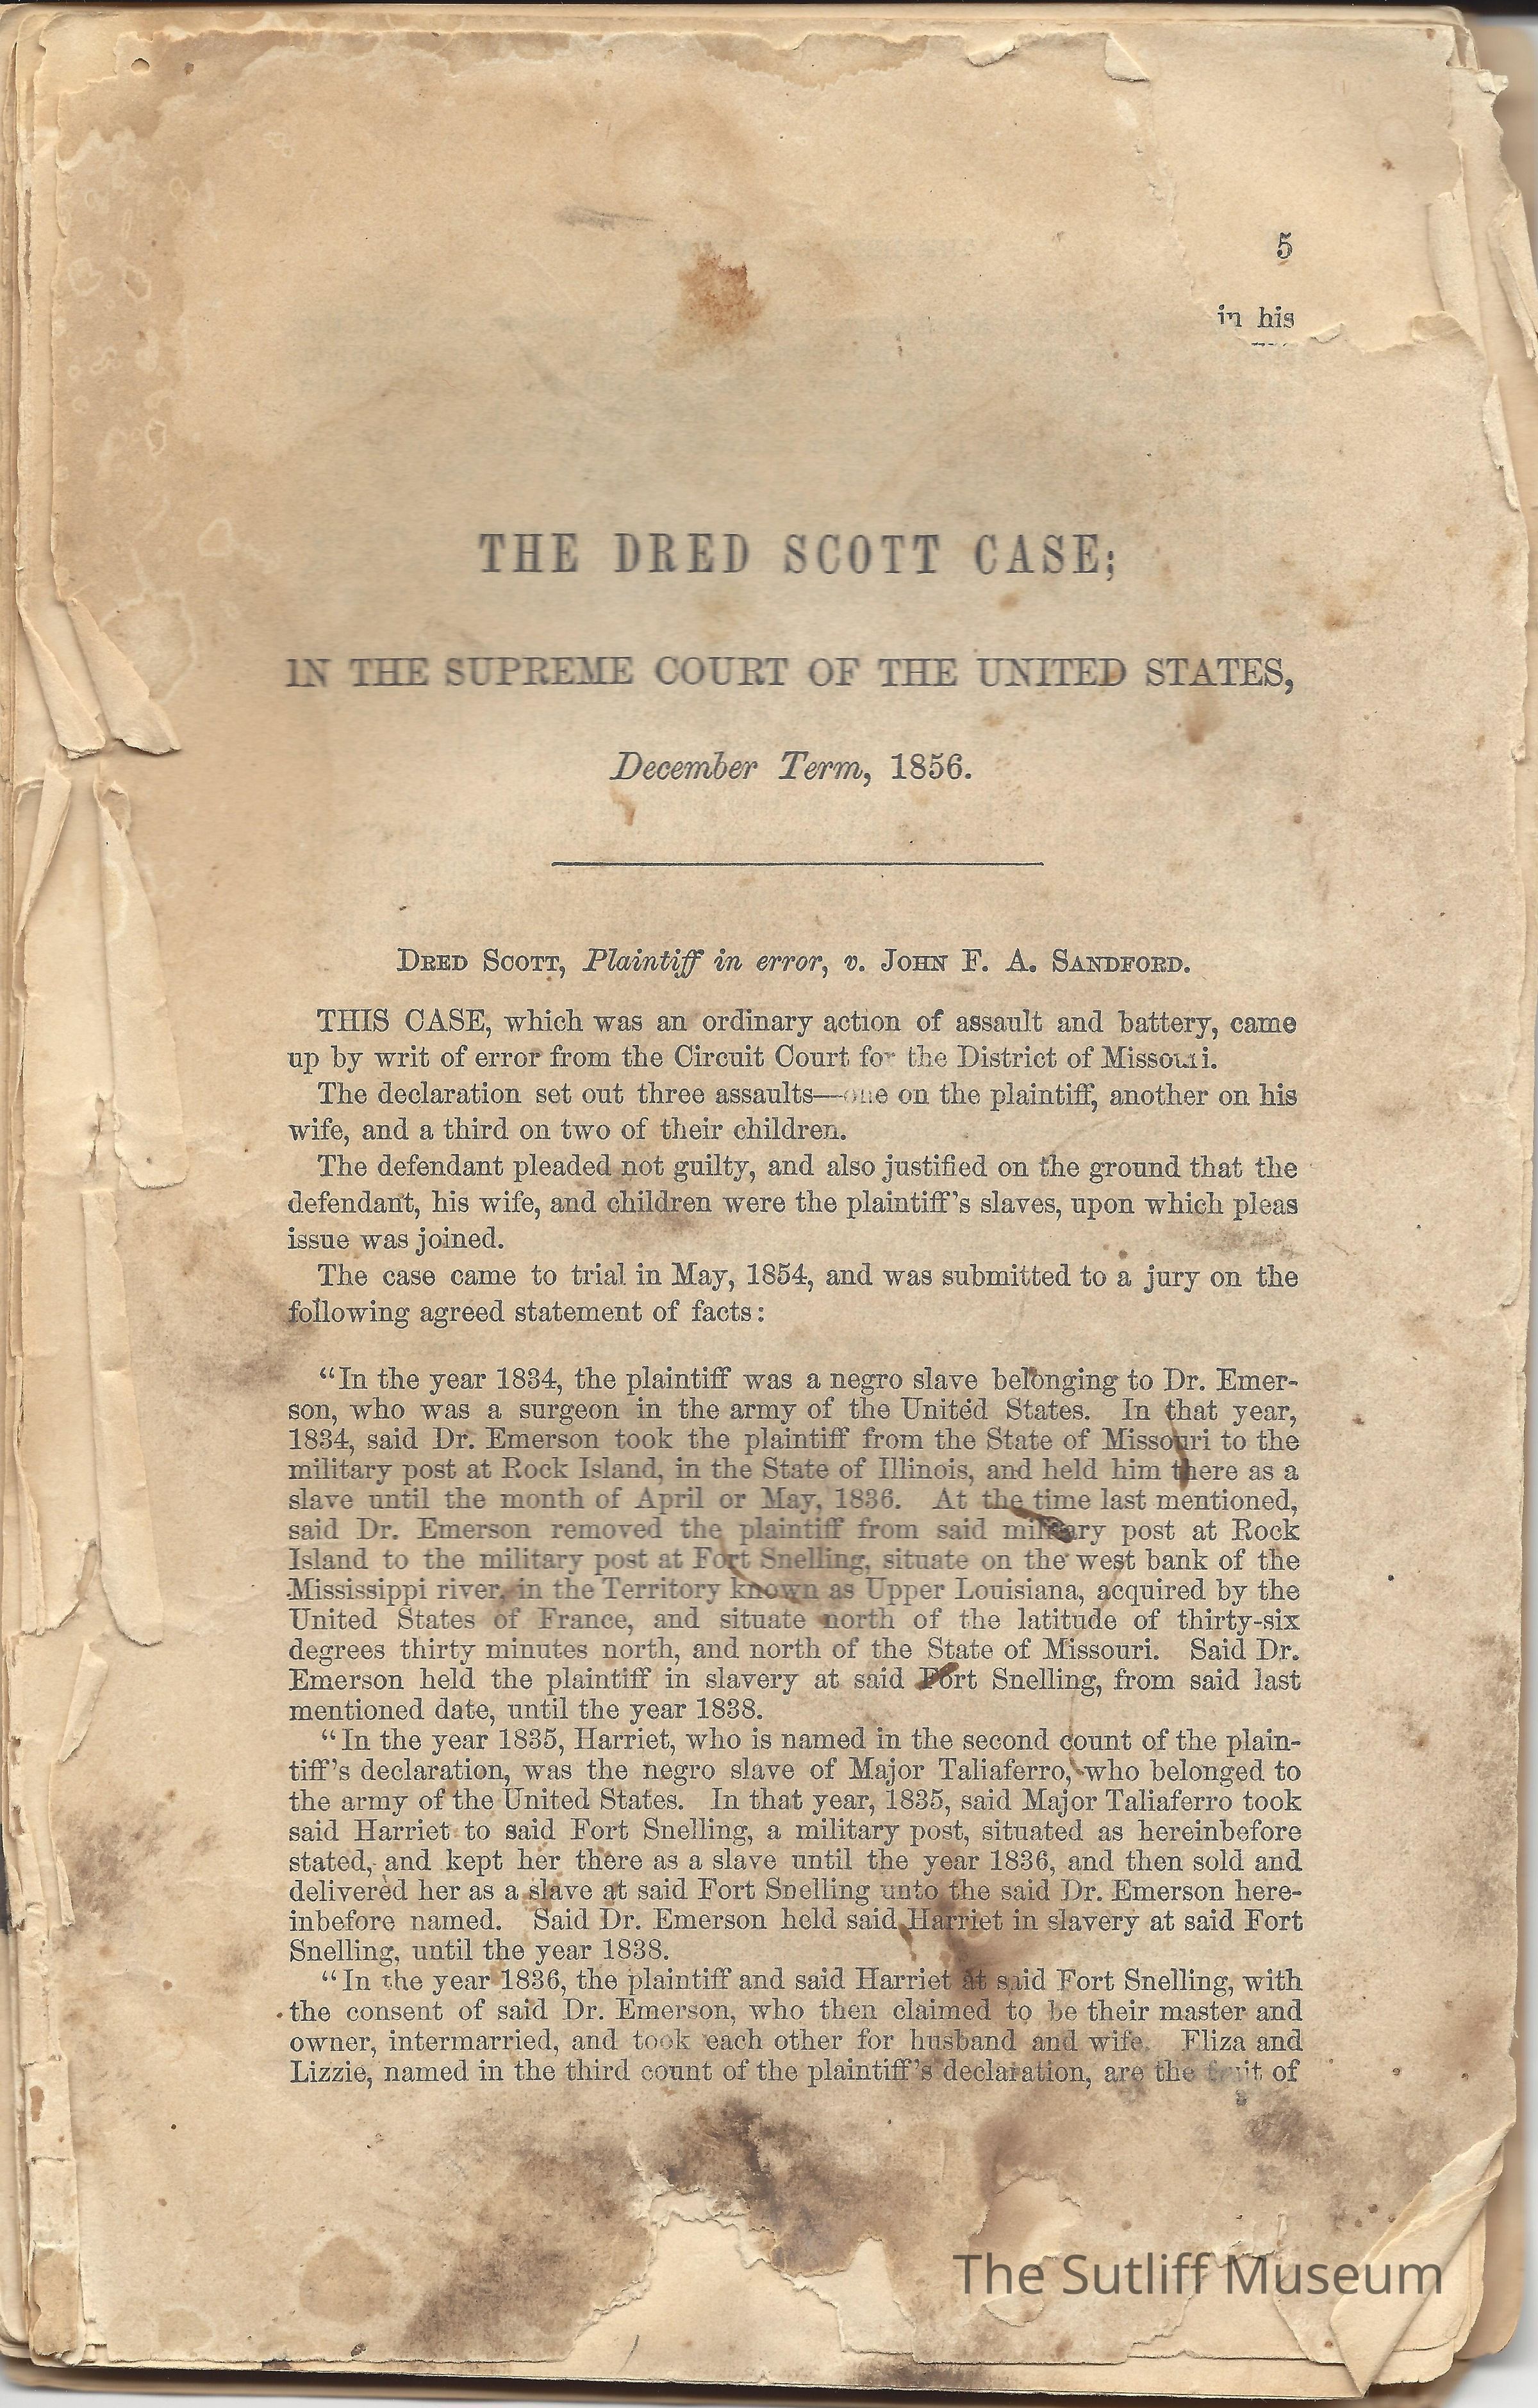 5
in his
THE DRED SCOTT CASE;
IN THE SUPREME COURT OF THE UNITED STATES,
December Term, 1856.
DRED SCOTT, Plaintiff in error, v. JOHN F. A. SANDFORD.
THIS CASE, which was an ordinary action of assault and battery, came
up by writ of error from the Circuit Court for the District of Missouri.
The declaration set out three assaults—one on the plaintiff, another on his
wife, and a third on two of their children.
The defendant pleaded not guilty, and also justified on the ground that the
defendant, his wife, and children were the plaintiff's slaves, upon which pleas
issue was joined.
The case came to trial in May, 1854, and was submitted to a jury on the
following agreed statement of facts:
"In the year 1834, the plaintiff was a negro slave belonging to Dr. Emer-
son, who was a surgeon in the army of the United States. In that year,
1834, said Dr. Emerson took the plaintiff from the State of Missouri to the
military post at Rock Island, in the State of Illinois, and held him there as a
slave until the month of April or May, 1836. At the time last mentioned,
said Dr. Emerson removed the plaintiff from said military post at Rock
Island to the military post at Fort Snelling, situate on the west bank of the
Mississippi river, in the Territory known as Upper Louisiana, acquired by the
United States of France, and situate north of the latitude of thirty-six
degrees thirty minutes north, and north of the State of Missouri. Said Dr.
Emerson held the plaintiff in slavery at said Fort Snelling, from said last
mentioned date, until the year 1838.
"In the year 1835, Harriet, who is named in the second count of the plain-
tiff's declaration, was the negro slave of Major Taliaferro, who belonged to
the army of the United States. In that year, 1835, said Major Taliaferro took
said Harriet to said Fort Snelling, a military post, situated as hereinbefore
stated, and kept her there as a slave until the year 1836, and then sold and
delivered her as a slave at said Fort Snelling unto the said Dr. Emerson here-
inbefore named. Said Dr. Emerson held said Harriet in slavery at said Fort
Snelling, until the year 1838.
"In the year 1836, the plaintiff and said Harriet at said Fort Snelling, with
the consent of said Dr. Emerson, who then claimed to be their master and
owner, intermarried, and took each other for husband and wife. Eliza and
Lizzie, named in the third count of the plaintiff's declaration, are the fruit of
The Sutliff Museum